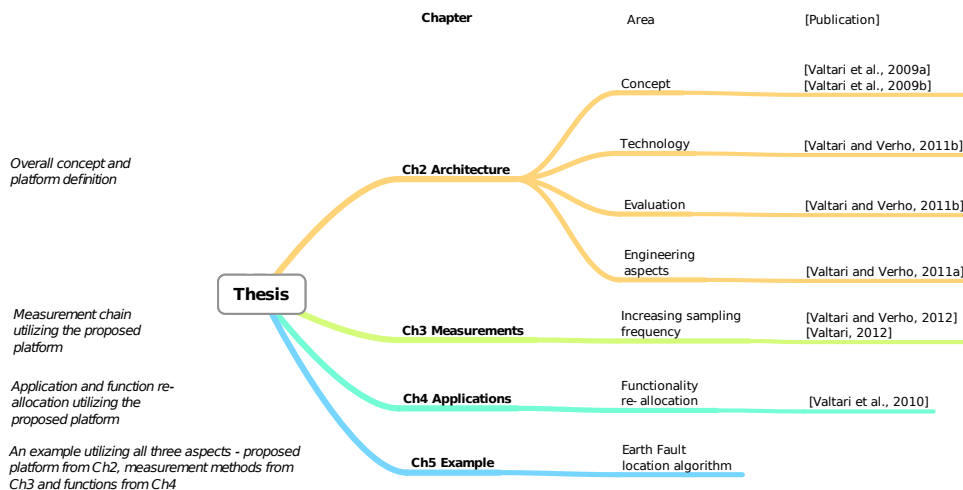 Chapter
Area
[Publication]
Concept
[Valtari et al., 2009a]
[Valtari et al., 2009b]
Technology
[Valtari and Verho, 2011b]
Overall concept and
platform definition
Ch2 Architecture
Evaluation
[Valtari and Verho, 2011b]
Engineering
aspects
[Valtari and Verho, 2011a]
Thesis
Measurement chain
utilizing the proposed
platform
Ch3 Measurements
Increasing sampling
frequency
[Valtari and Verho, 2012]
[Valtari, 2012]
Application and function re-
allocation utilizing the
proposed platform
Ch4 Applications
Functionality
re- allocation
[Valtari et al., 2010]
An example utilizing all three aspects - proposed
platform from Ch2, measurement methods from
Ch3 and functions from Ch4
Ch5 Example
Earth Fault
location algorithm